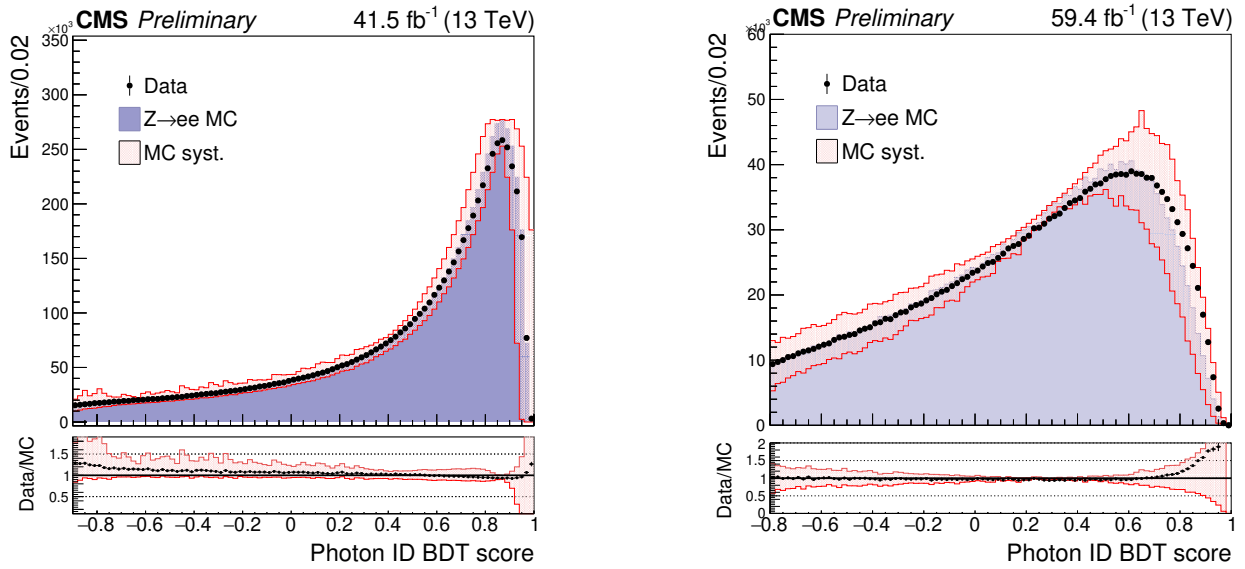 CMS Preliminary 41.5 fb⁻¹ (13 TeV)
×10³
Events/0.02
350
300
250
200
150
100
50
0
Data
Z→ee MC
MC syst.
Data/MC
1.5
1
0.5
−0.8 −0.6 −0.4 −0.2 0 0.2 0.4 0.6 0.8 1
Photon ID BDT score
CMS Preliminary 59.4 fb⁻¹ (13 TeV)
×10³
Events/0.02
60
50
40
30
20
10
0
Data
Z→ee MC
MC syst.
Data/MC
2
1.5
1
0.5
0
−0.8 −0.6 −0.4 −0.2 0 0.2 0.4 0.6 0.8 1
Photon ID BDT score